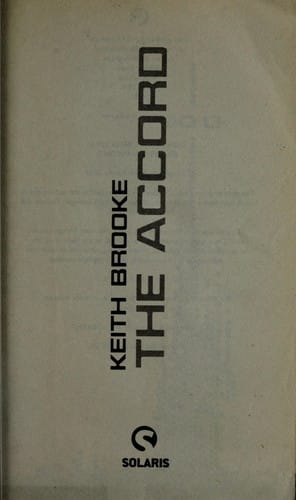 KEITH BROOKE
THE ACCORD
SOLARIS